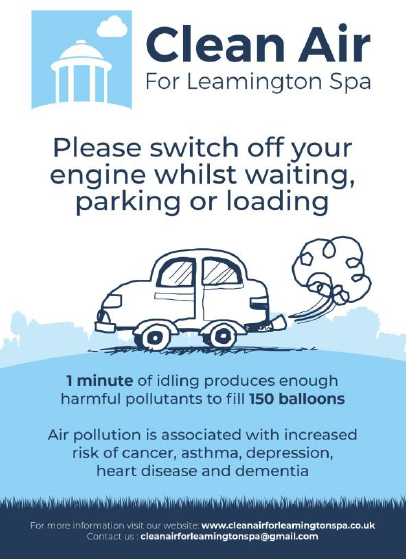 Clean Air
For Leamington Spa
Please switch off your
engine whilst waiting,
parking or loading
1 minute of idling produces enough
harmful pollutants to fill 150 balloons
Air pollution is associated with increased
risk of cancer, asthma, depression,
heart disease and dementia
For more information visit our website: www.cleanairforleamingtonspa.co.uk
Contact us : cleanairforleamingtonspa@gmail.com